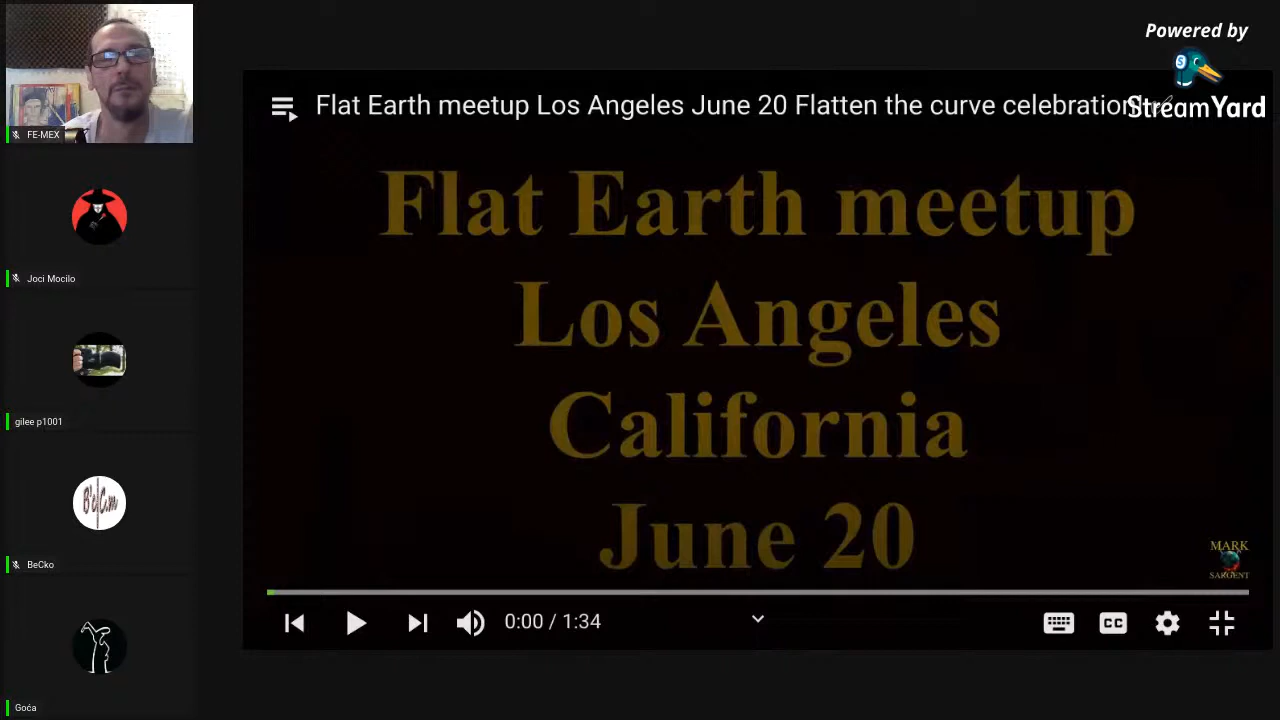 Powered by
StreamYard
Flat Earth meetup Los Angeles June 20 Flatten the curve celebration
Flat Earth meetup
Los Angeles
California
June 20
MARK
SARGENT
0:00 / 1:34
CC
FE-MEX
Joci Mocilo
gilee p1001
BeCko
Goća